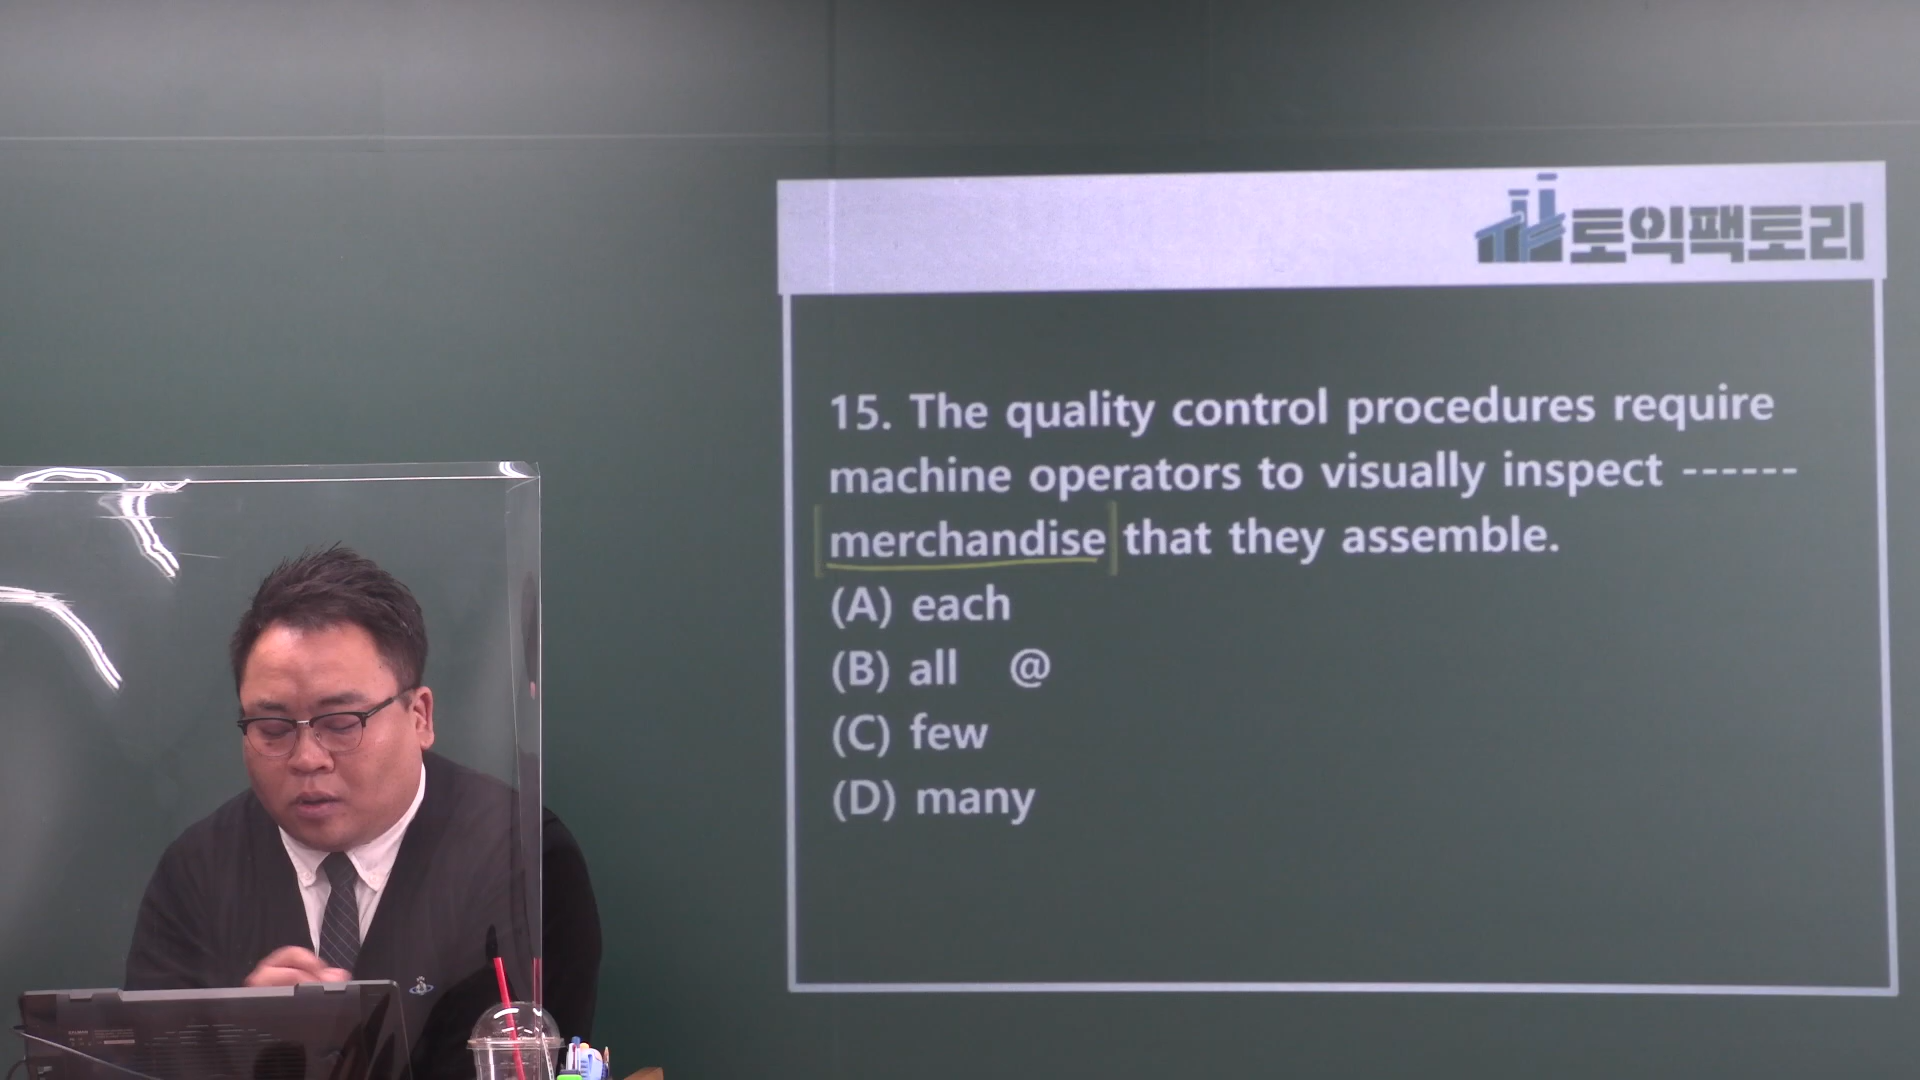 토익팩토리
15. The quality control procedures require
machine operators to visually inspect ------
merchandise that they assemble.
(A) each
(B) all @
(C) few
(D) many